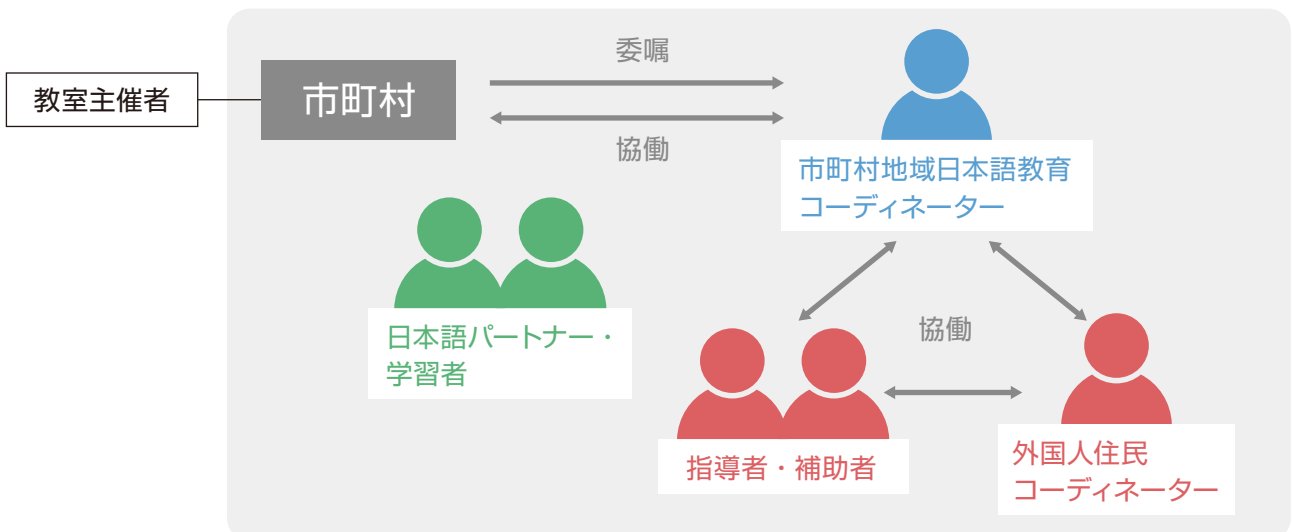 委嘱
教室主催者
市町村
協働
市町村地域日本語教育
コーディネーター
日本語パートナー・
学習者
協働
指導者・補助者
外国人住民
コーディネーター